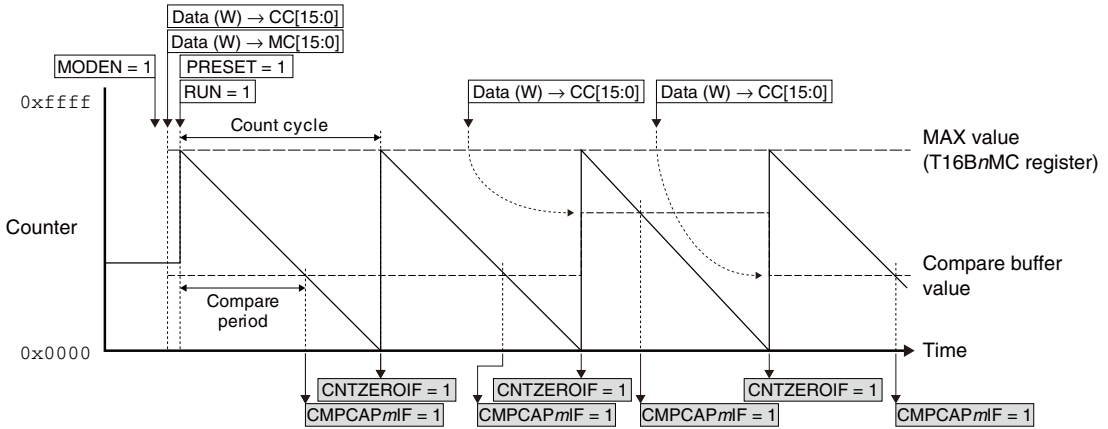 Data (W) → CC[15:0]
Data (W) → MC[15:0]
MODEN = 1
PRESET = 1
RUN = 1
Data (W) → CC[15:0]
Data (W) → CC[15:0]
0xffff
Count cycle
MAX value
(T16BnMC register)
Counter
Compare buffer
value
Compare
period
0x0000
Time
CNTZEROIF = 1
CNTZEROIF = 1
CNTZEROIF = 1
CMPCAPmIF = 1
CMPCAPmIF = 1
CMPCAPmIF = 1
CMPCAPmIF = 1